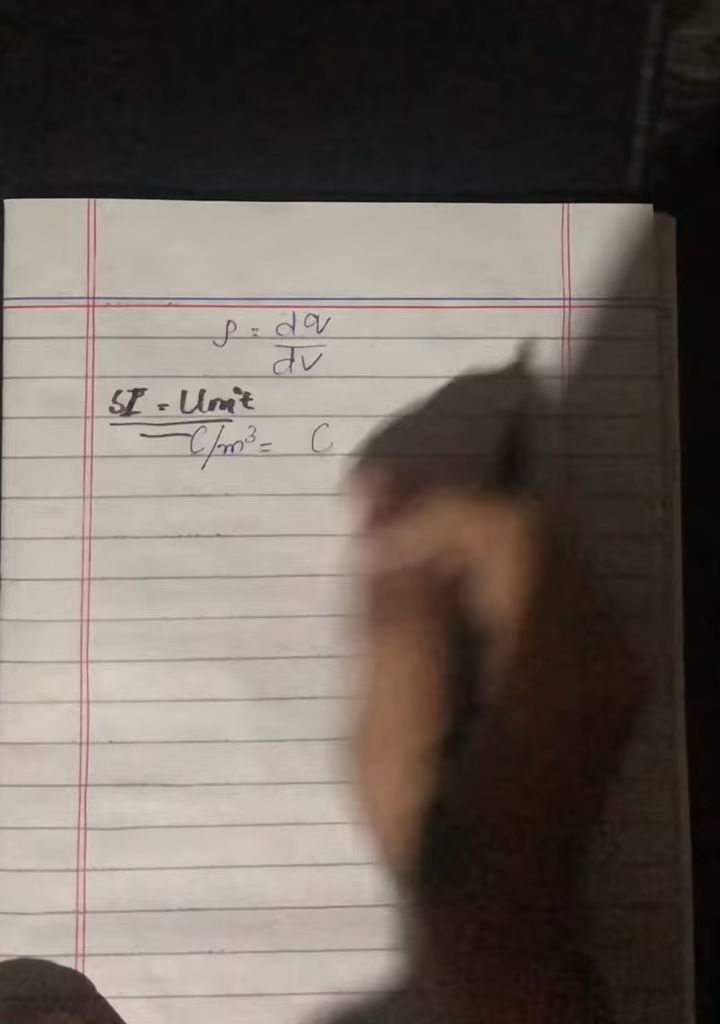 ρ = dq/dv
SI - Unit
— C/m³ = C